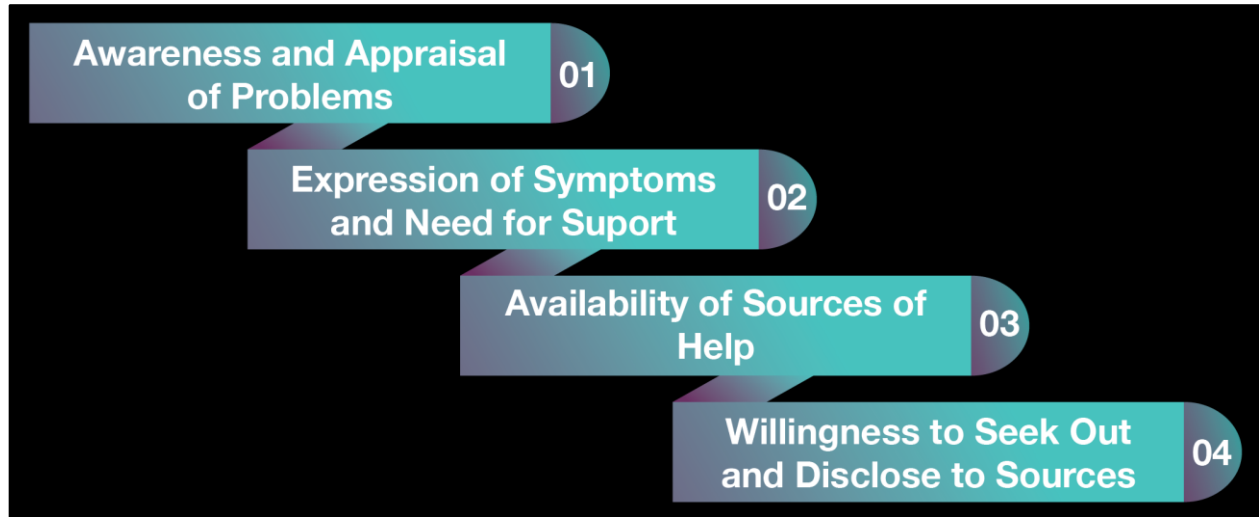 Awareness and Appraisal
of Problems
01
Expression of Symptoms
and Need for Suport
02
Availability of Sources of
Help
03
Willingness to Seek Out
and Disclose to Sources
04